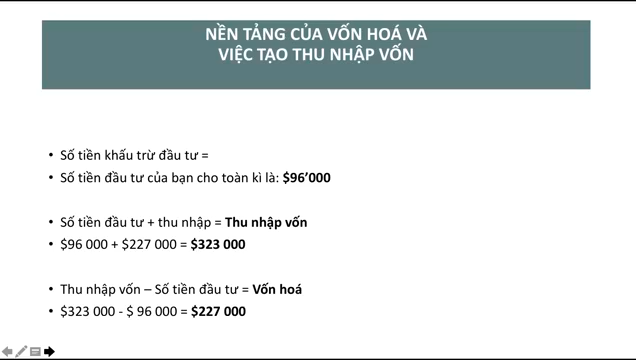 NỀN TẢNG CỦA VỐN HOÁ VÀ
VIỆC TẠO THU NHẬP VỐN
• Số tiền khấu trừ đầu tư =
• Số tiền đầu tư của bạn cho toàn kì là: $96’000
• Số tiền đầu tư + thu nhập = Thu nhập vốn
• $96 000 + $227 000 = $323 000
• Thu nhập vốn – Số tiền đầu tư = Vốn hoá
• $323 000 - $ 96 000 = $227 000